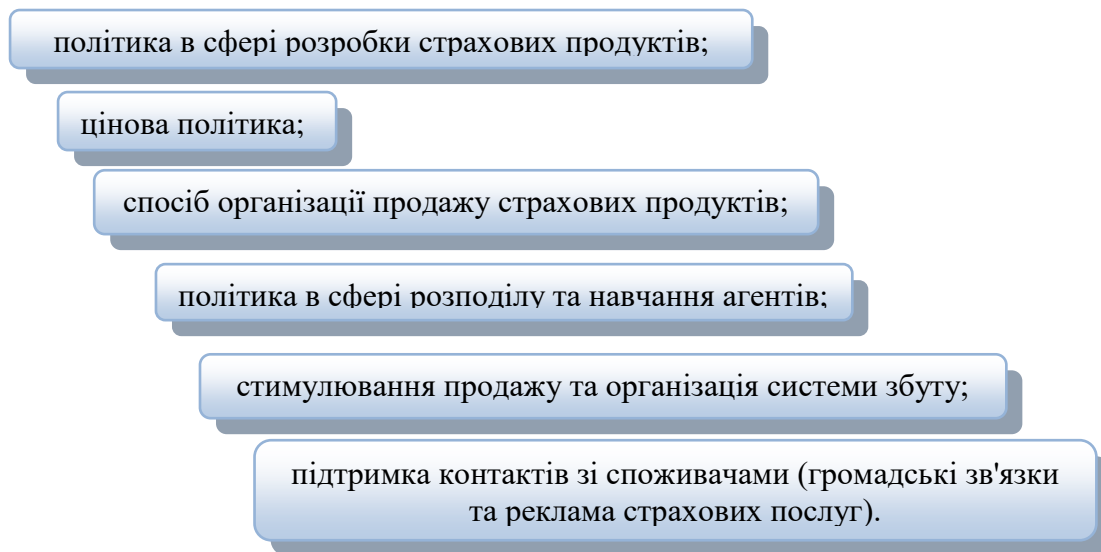 політика в сфері розробки страхових продуктів;
цінова політика;
спосіб організації продажу страхових продуктів;
політика в сфері розподілу та навчання агентів;
стимулювання продажу та організація системи збуту;
підтримка контактів зі споживачами (громадські зв'язки
та реклама страхових послуг).